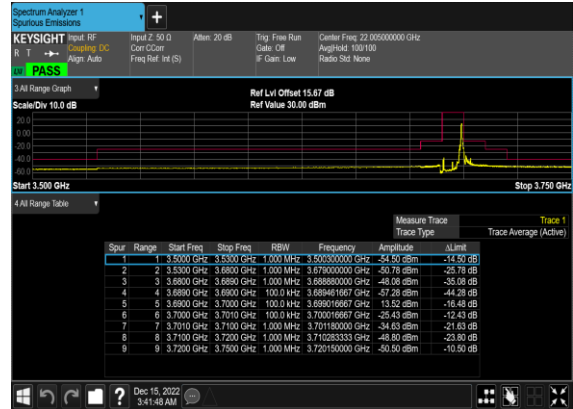 Spectrum Analyzer 1
Spurious Emissions
KEYSIGHT Input: RF Input Z: 50 Ω Atten: 20 dB Trig: Free Run Center Freq: 22.005000000 GHz
R T Coupling: DC Corr CCorr Gate: Off Avg|Hold: 100/100
Align: Auto Freq Ref: Int (S) IF Gain: Low Radio Std: None
PASS
3 All Range Graph
Ref Lvl Offset 15.67 dB
Scale/Div 10.0 dB Ref Value 30.00 dBm
20.0
0.00
-20.0
-40.0
-60.0
Start 3.500 GHz Stop 3.750 GHz
4 All Range Table
Measure Trace Trace 1
Trace Type Trace Average (Active)
Spur Range Start Freq Stop Freq RBW Frequency Amplitude ΔLimit
1 1 3.5000 GHz 3.5300 GHz 1.000 MHz 3.500300000 GHz -54.50 dBm -14.50 dB
2 2 3.5300 GHz 3.6800 GHz 1.000 MHz 3.679000000 GHz -50.78 dBm -25.78 dB
3 3 3.6800 GHz 3.6890 GHz 1.000 MHz 3.688880000 GHz -48.08 dBm -35.08 dB
4 4 3.6890 GHz 3.6900 GHz 100.0 kHz 3.689461667 GHz -57.28 dBm -44.28 dB
5 5 3.6900 GHz 3.7000 GHz 100.0 kHz 3.699016667 GHz 13.52 dBm -16.48 dB
6 6 3.7000 GHz 3.7010 GHz 100.0 kHz 3.700016667 GHz -25.43 dBm -12.43 dB
7 7 3.7010 GHz 3.7100 GHz 1.000 MHz 3.701180000 GHz -34.63 dBm -21.63 dB
8 8 3.7100 GHz 3.7200 GHz 1.000 MHz 3.710283333 GHz -48.80 dBm -23.80 dB
9 9 3.7200 GHz 3.7500 GHz 1.000 MHz 3.720150000 GHz -50.50 dBm -10.50 dB
Dec 15, 2022
3:41:48 AM